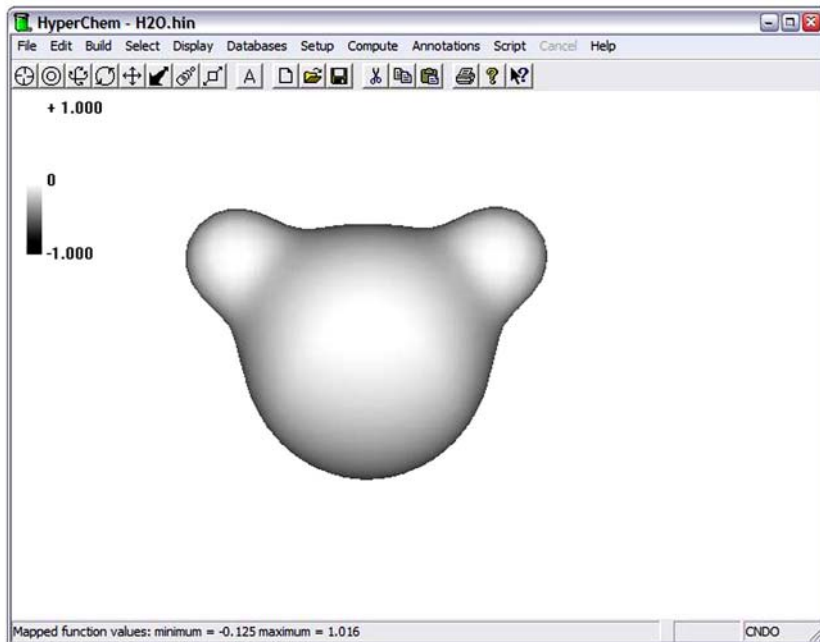 HyperChem - H2O.hin
File Edit Build Select Display Databases Setup Compute Annotations Script Cancel Help
A
+ 1.000
0
-1.000
Mapped function values: minimum = -0.125 maximum = 1.016
CNDO